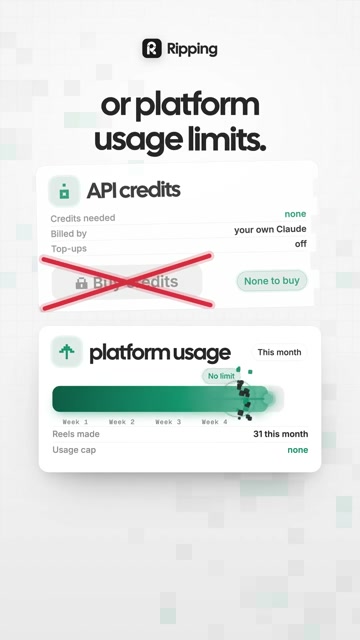 Ripping
or platform
usage limits.
API credits
Credits needed none
Billed by your own Claude
Top-ups off
Buy credits
None to buy
platform usage
This month
No limit
Week 1 Week 2 Week 3 Week 4
Reels made 31 this month
Usage cap none